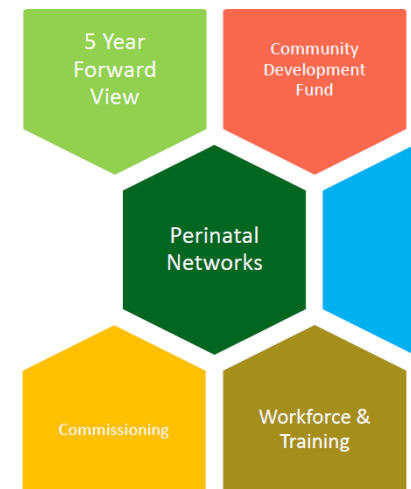 5 Year
Forward
View
Community
Development
Fund
Perinatal
Networks
Commissioning
Workforce &
Training